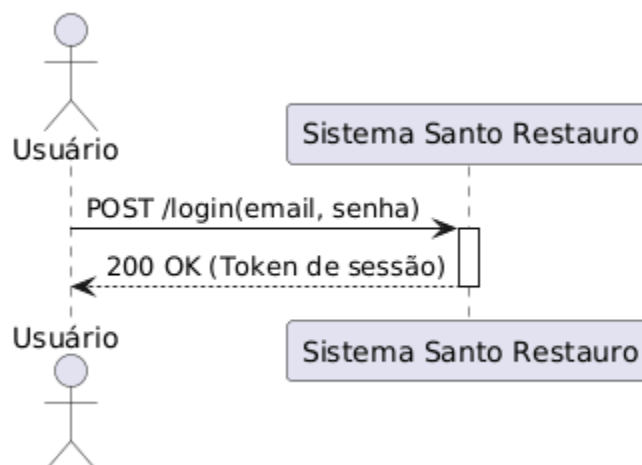 Usuário
Sistema Santo Restauro
POST /login(email, senha)
200 OK (Token de sessão)
Usuário
Sistema Santo Restauro